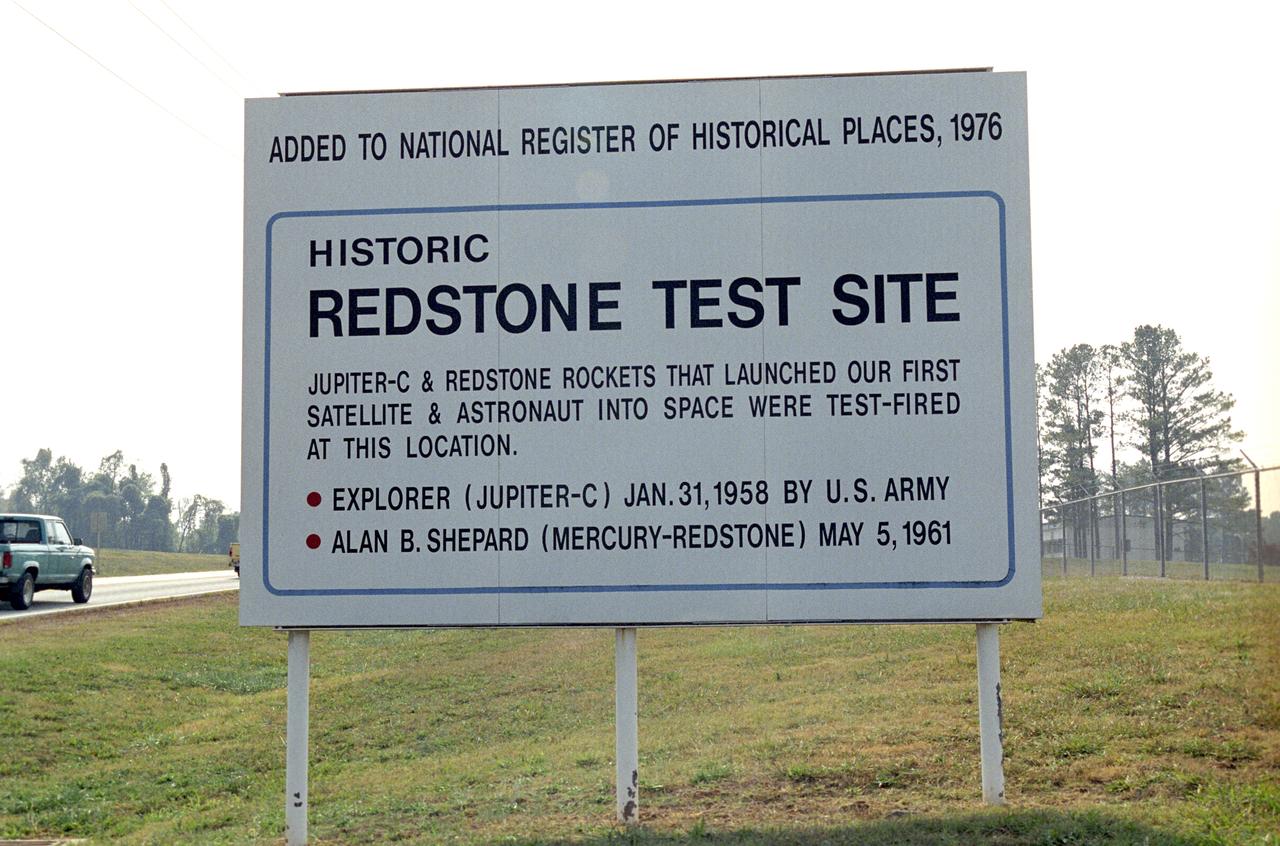 ADDED TO NATIONAL REGISTER OF HISTORICAL PLACES, 1976
HISTORIC
REDSTONE TEST SITE
JUPITER-C & REDSTONE ROCKETS THAT LAUNCHED OUR FIRST
SATELLITE & ASTRONAUT INTO SPACE WERE TEST-FIRED
AT THIS LOCATION.
• EXPLORER (JUPITER-C) JAN. 31, 1958 BY U.S. ARMY
• ALAN B. SHEPARD (MERCURY-REDSTONE) MAY 5, 1961